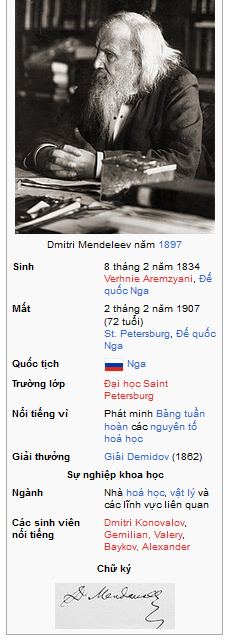 Dmitri Mendeleev năm 1897
Sinh
8 tháng 2 năm 1834
Verhnie Aremzyani, Đế
quốc Nga
Mất
2 tháng 2 năm 1907
(72 tuổi)
St. Petersburg, Đế quốc
Nga
Quốc tịch
Nga
Trường lớp
Đại học Saint
Petersburg
Nổi tiếng vì
Phát minh Bảng tuần
hoàn các nguyên tố
hoá học
Giải thưởng
Giải Demidov (1862)
Sự nghiệp khoa học
Ngành
Nhà hoá học, vật lý và
các lĩnh vực liên quan
Các sinh viên
nổi tiếng
Dmitri Konovalov,
Gemilian, Valery,
Baykov, Alexander
Chữ ký